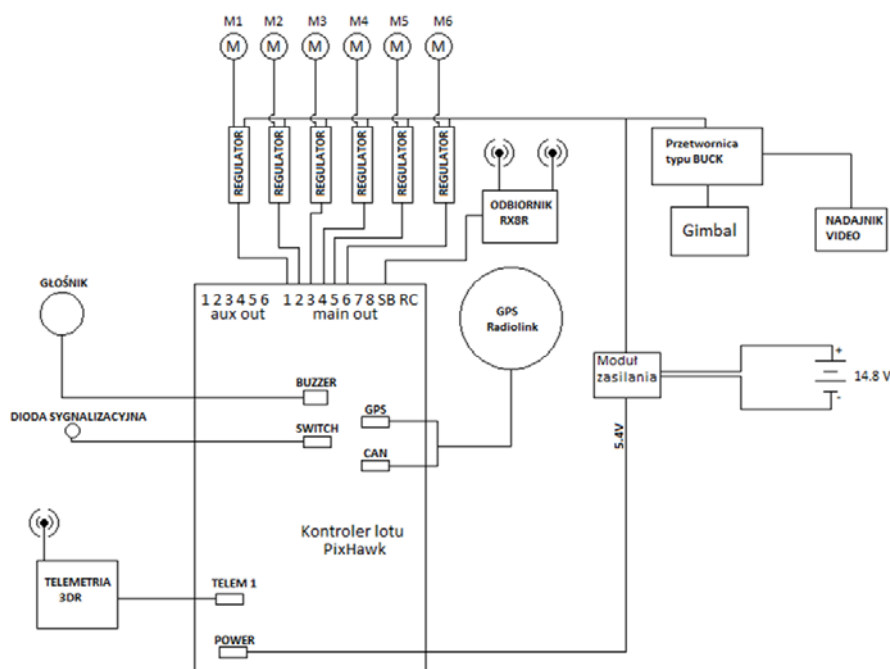 M1 M2 M3 M4 M5 M6
M M M M M M
REGULATOR REGULATOR REGULATOR REGULATOR REGULATOR REGULATOR
Przetwornica
typu BUCK
ODBIORNIK
RX8R
Gimbal
NADAJNIK
VIDEO
GŁOŚNIK
1 2 3 4 5 6 1 2 3 4 5 6 7 8 SB RC
aux out main out
GPS
Radiolink
Moduł
zasilania
+
-
14.8 V
BUZZER
DIODA SYGNALIZACYJNA
SWITCH
GPS
CAN
5.4V
Kontroler lotu
PixHawk
TELEMETRIA
3DR
TELEM 1
POWER